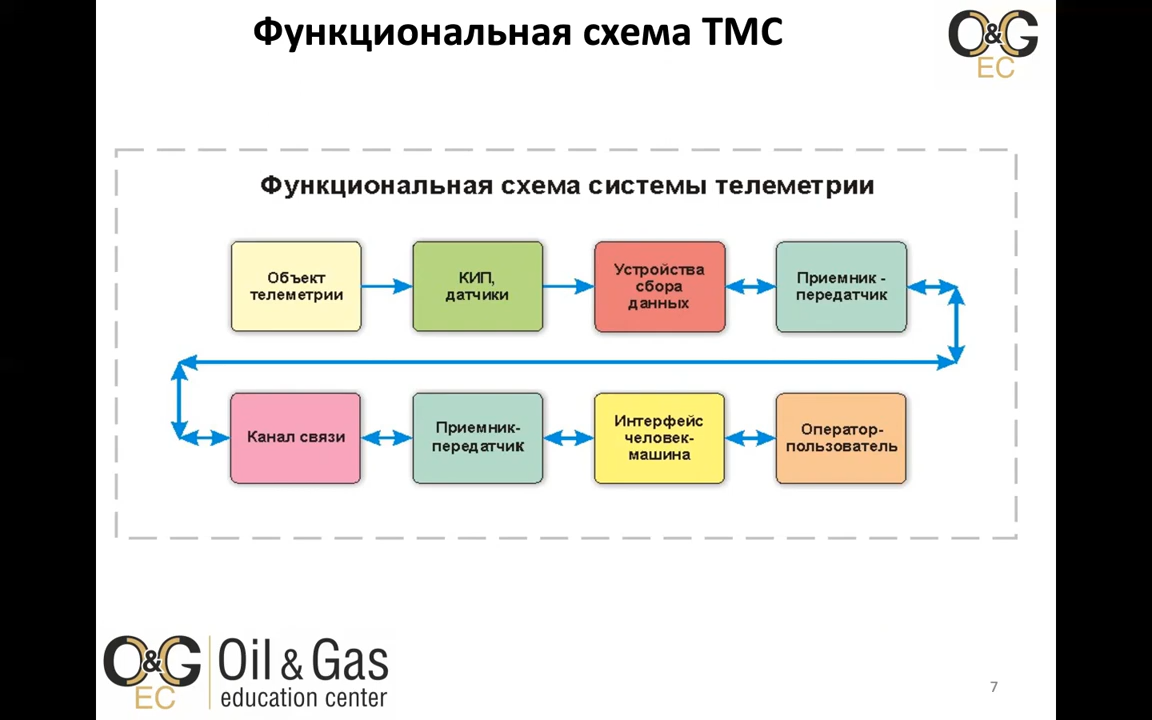 Функциональная схема ТМС
O&G
EC
Функциональная схема системы телеметрии
Объект
телеметрии
КИП,
датчики
Устройства
сбора
данных
Приемник -
передатчик
Канал связи
Приемник-
передатчик
Интерфейс
человек-
машина
Оператор-
пользователь
O&G
EC
Oil & Gas
education center
7